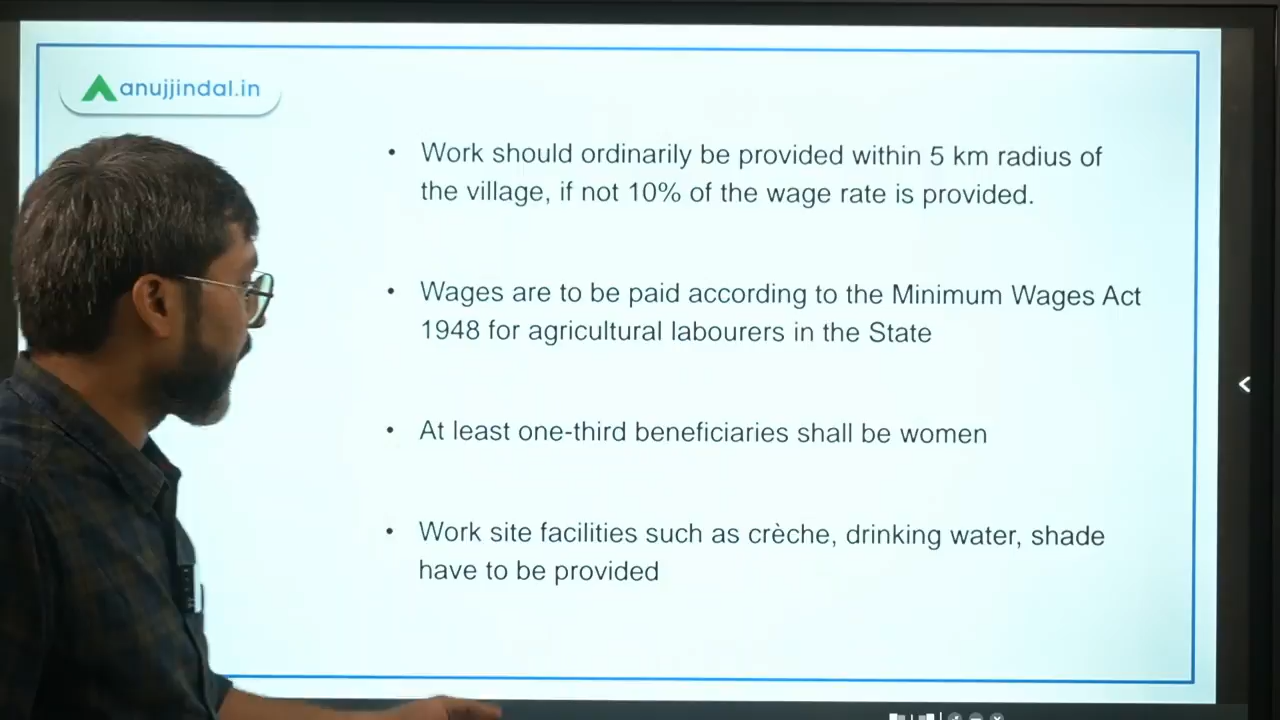 anujjindal.in
• Work should ordinarily be provided within 5 km radius of
the village, if not 10% of the wage rate is provided.
• Wages are to be paid according to the Minimum Wages Act
1948 for agricultural labourers in the State
• At least one-third beneficiaries shall be women
• Work site facilities such as crèche, drinking water, shade
have to be provided